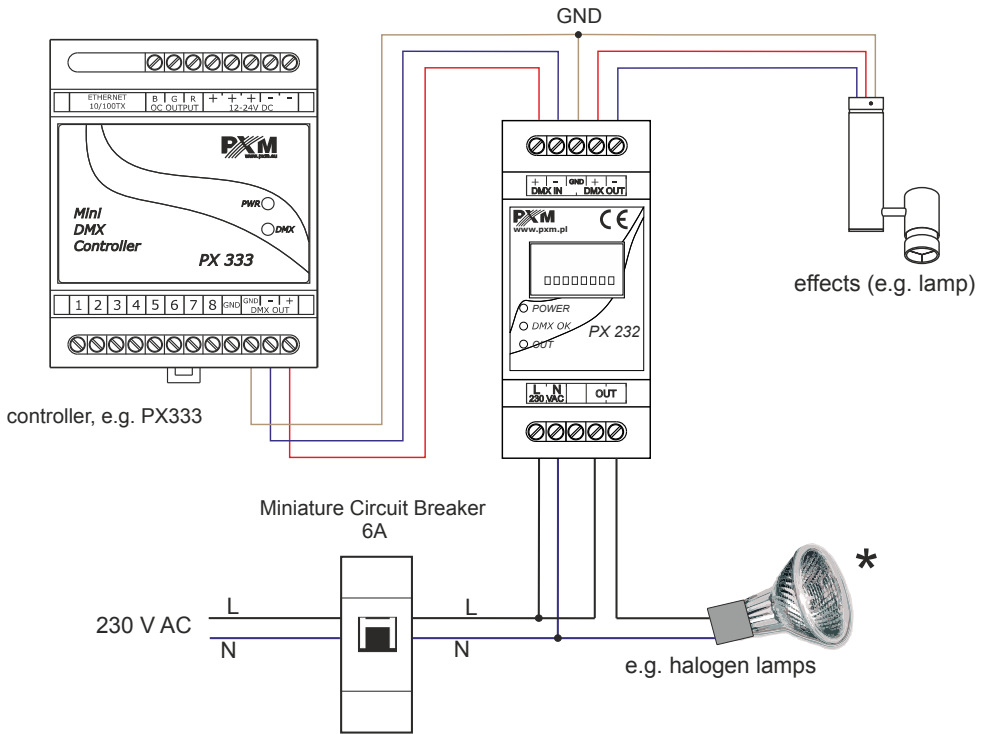 GND
ETHERNET
10/100TX
B G R + + + - -
OC OUTPUT 12-24V DC
PXM
www.pxm.eu
PWR
DMX
Mini
DMX
Controller
PX 333
1 2 3 4 5 6 7 8 GND GND - +
DMX OUT
controller, e.g. PX333
+ - GND + -
DMX IN DMX OUT
PXM CE
www.pxm.pl
POWER
DMX OK
OUT
PX 232
L N
230 VAC OUT
effects (e.g. lamp)
Miniature Circuit Breaker
6A
230 V AC
L
N
L
N
*
e.g. halogen lamps